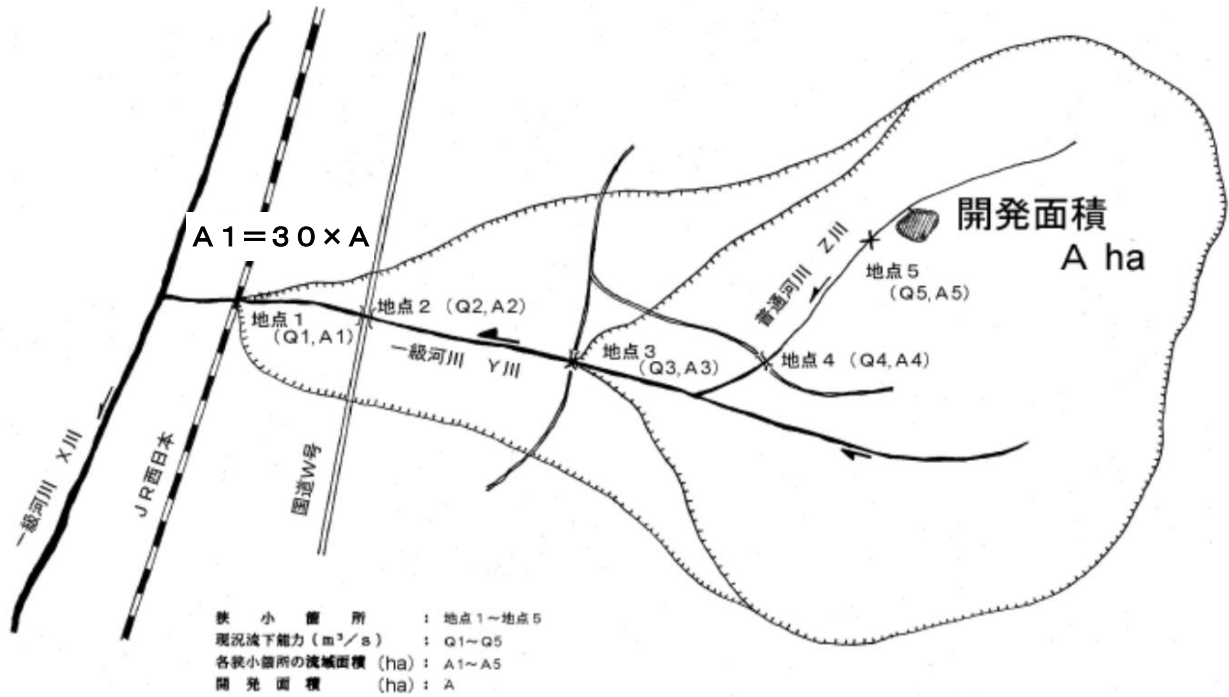 A1=30×A
開発面積
A ha
普通河川 Z川
地点5
(Q5,A5)
地点2 (Q2,A2)
地点1
(Q1,A1)
一級河川 Y川
地点3
(Q3,A3)
地点4 (Q4,A4)
一級河川 X川
JR西日本
国道W号
狭小箇所 : 地点1~地点5
現況流下能力(m³/s) : Q1~Q5
各狭小箇所の流域面積 (ha) : A1~A5
開発面積 (ha) : A